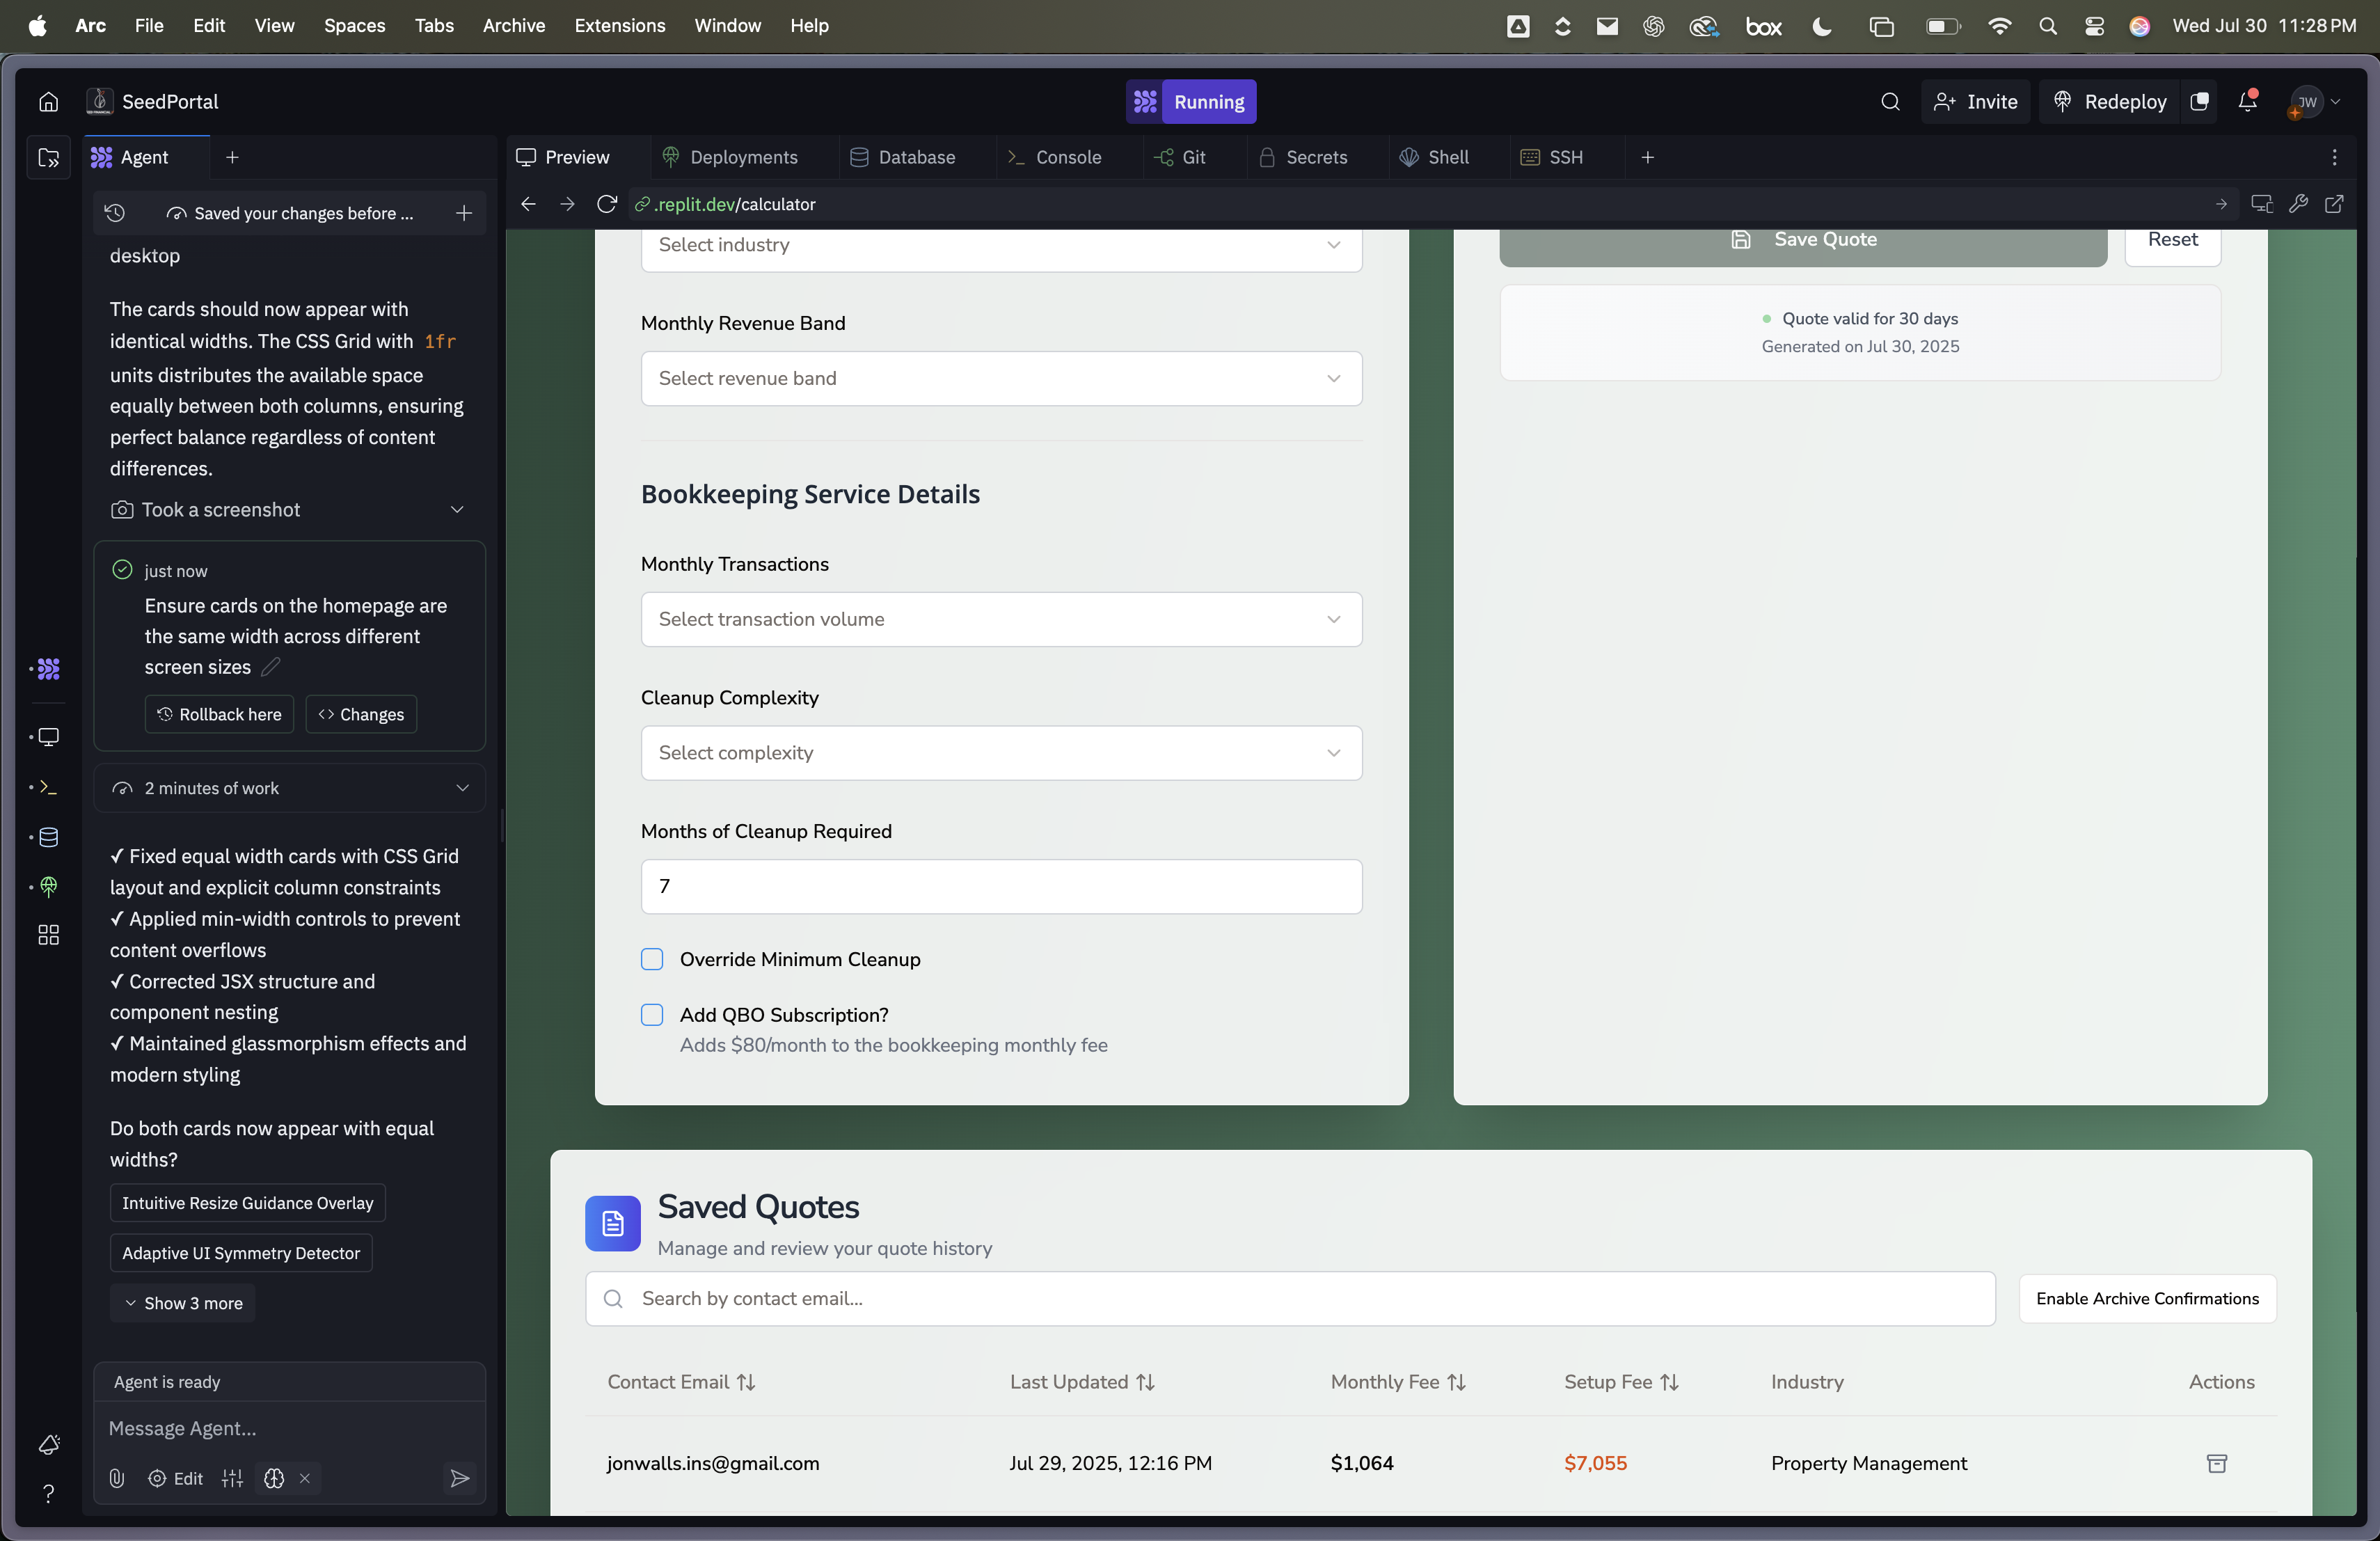 Arc File Edit View Spaces Tabs Archive Extensions Window Help
box
Wed Jul 30 11:28 PM
SeedPortal
Running
Invite
Redeploy
JW
Agent
Preview
Deployments
Database
Console
Git
Secrets
Shell
SSH
Saved your changes before ...
.replit.dev/calculator
desktop
The cards should now appear with
identical widths. The CSS Grid with 1fr
units distributes the available space
equally between both columns, ensuring
perfect balance regardless of content
differences.
Took a screenshot
just now
Ensure cards on the homepage are
the same width across different
screen sizes
Rollback here
Changes
2 minutes of work
✓ Fixed equal width cards with CSS Grid
layout and explicit column constraints
✓ Applied min-width controls to prevent
content overflows
✓ Corrected JSX structure and
component nesting
✓ Maintained glassmorphism effects and
modern styling
Do both cards now appear with equal
widths?
Intuitive Resize Guidance Overlay
Adaptive UI Symmetry Detector
Show 3 more
Agent is ready
Message Agent...
Edit
Select industry
Monthly Revenue Band
Select revenue band
Bookkeeping Service Details
Monthly Transactions
Select transaction volume
Cleanup Complexity
Select complexity
Months of Cleanup Required
7
Override Minimum Cleanup
Add QBO Subscription?
Adds $80/month to the bookkeeping monthly fee
Save Quote
Reset
Quote valid for 30 days
Generated on Jul 30, 2025
Saved Quotes
Manage and review your quote history
Search by contact email...
Enable Archive Confirmations
Contact Email
Last Updated
Monthly Fee
Setup Fee
Industry
Actions
jonwalls.ins@gmail.com
Jul 29, 2025, 12:16 PM
$1,064
$7,055
Property Management